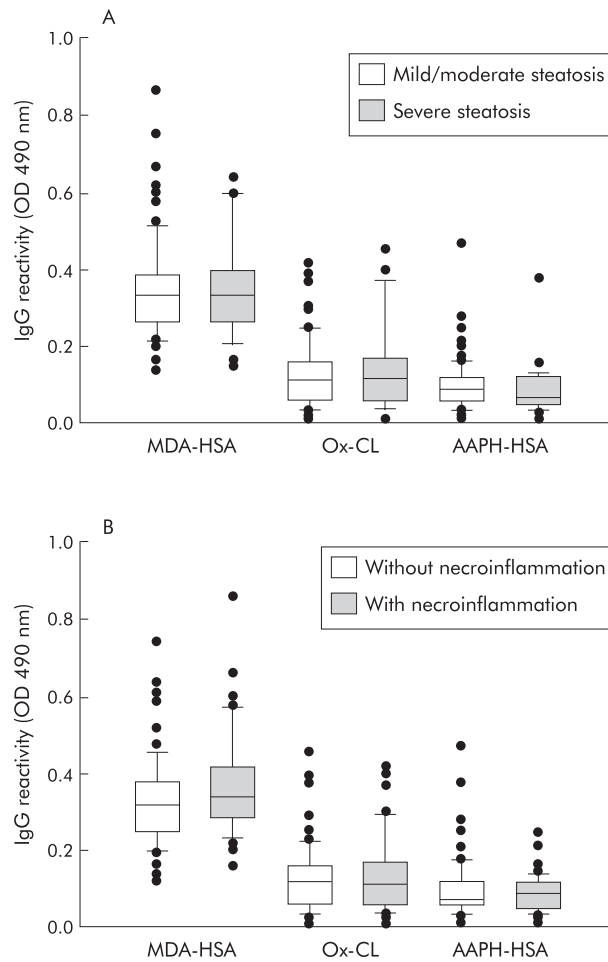 A
1.0
0.8
0.6
0.4
0.2
0.0
IgG reactivity (OD 490 nm)
Mild/moderate steatosis
Severe steatosis
MDA-HSA Ox-CL AAPH-HSA
B
1.0
0.8
0.6
0.4
0.2
0.0
IgG reactivity (OD 490 nm)
Without necroinflammation
With necroinflammation
MDA-HSA Ox-CL AAPH-HSA